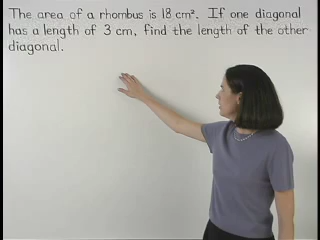 The area of a rhombus is 18 cm². If one diagonal
has a length of 3 cm, find the length of the other
diagonal.